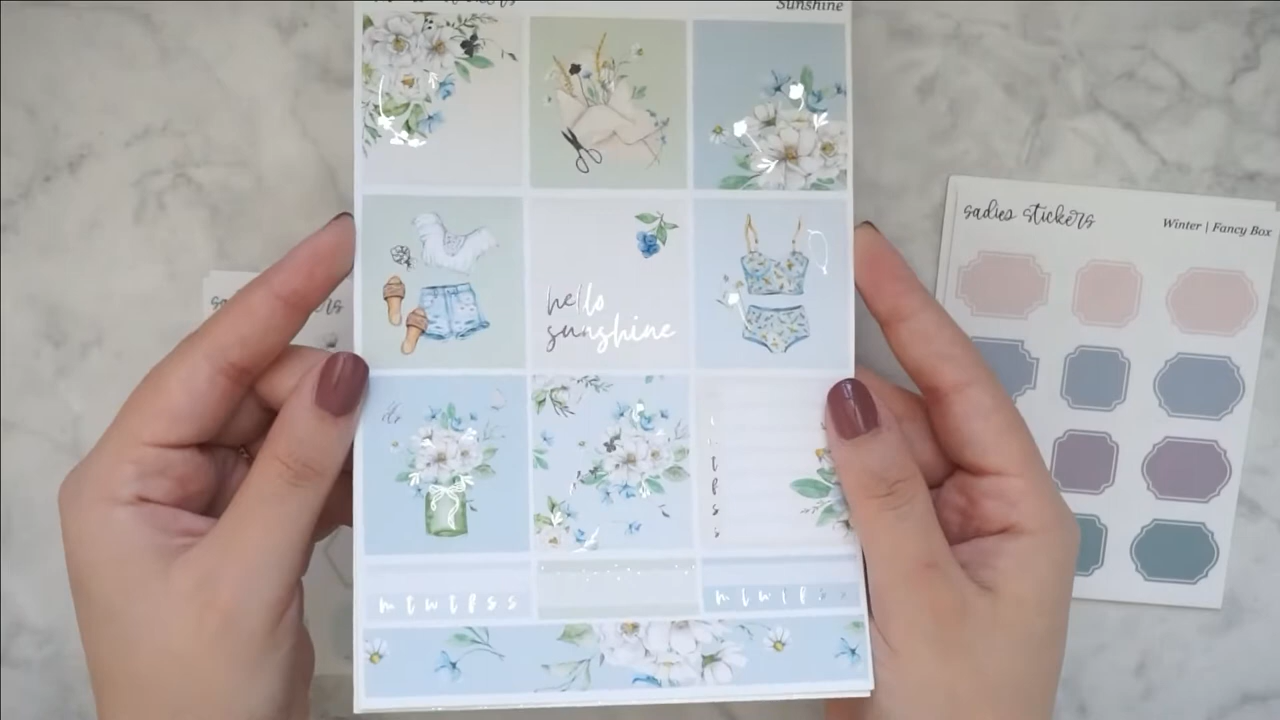 Sunshine
sadies stickers
Winter | Fancy Box
hello
sunshine
m t w t f s s
m t w t f s s